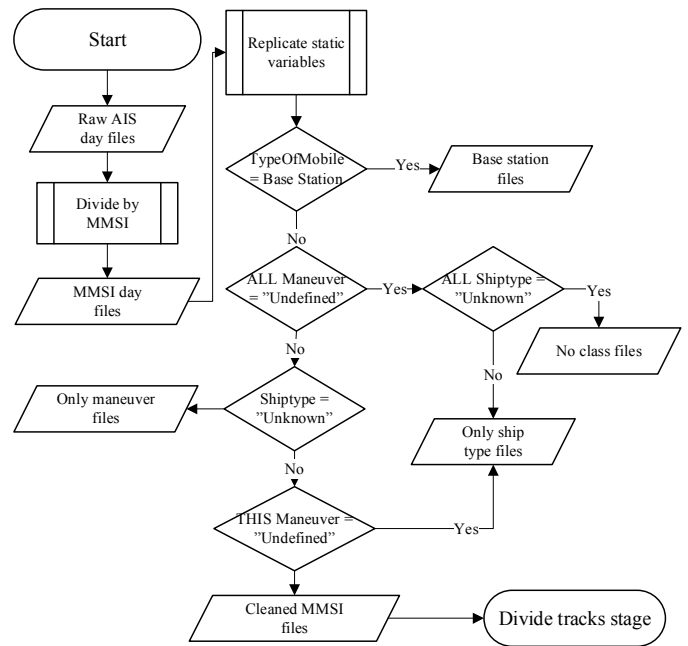 Start
Raw AIS
day files
Divide by
MMSI
MMSI day
files
Replicate static
variables
TypeOfMobile
= Base Station
Yes
Base station
files
No
ALL Maneuver
= ”Undefined”
Yes
ALL Shiptype =
”Unknown”
Yes
No class files
No
No
Only ship
type files
Shiptype =
”Unknown”
Only maneuver
files
No
THIS Maneuver =
”Undefined”
Yes
Cleaned MMSI
files
Divide tracks stage